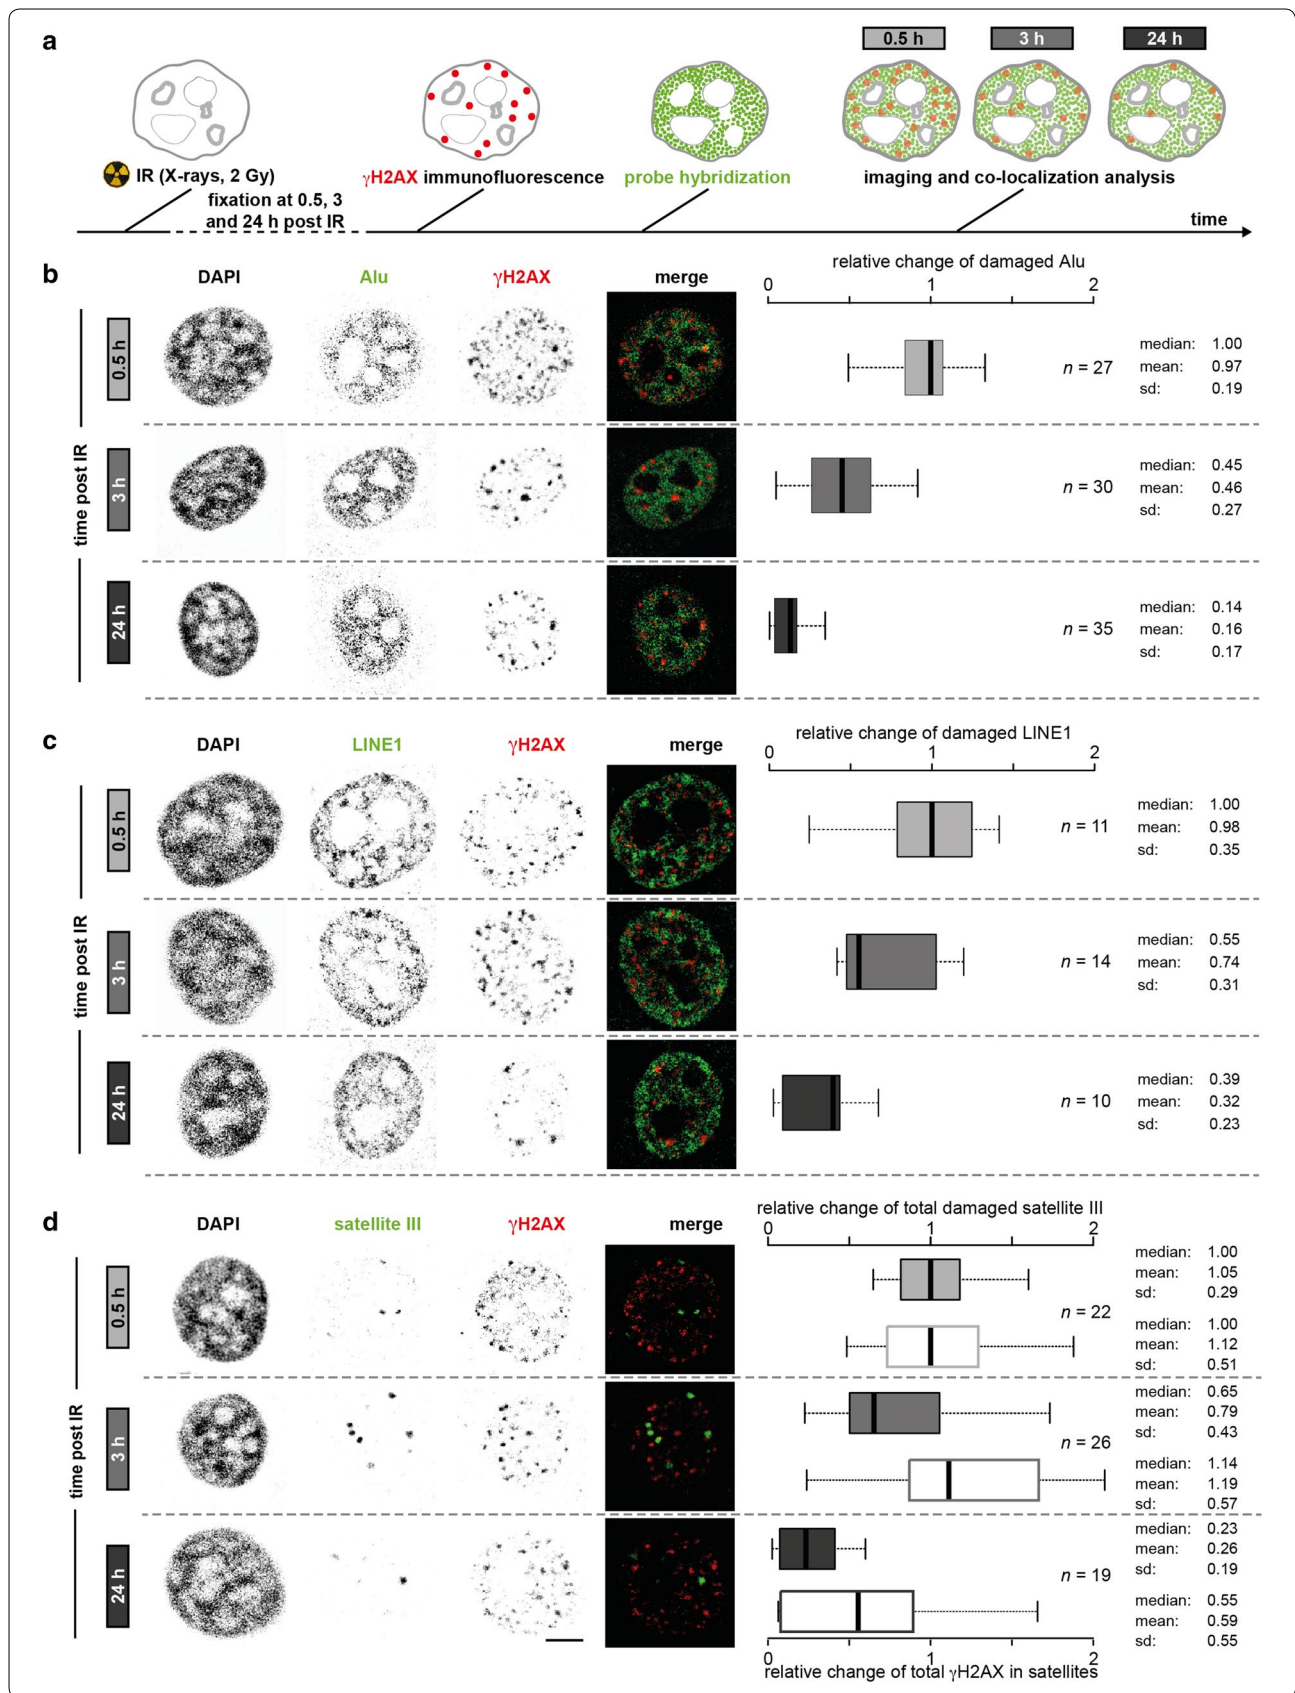 a
0.5 h 3 h 24 h
IR (X-rays, 2 Gy) γH2AX immunofluorescence probe hybridization imaging and co-localization analysis
fixation at 0.5, 3
and 24 h post IR
time
b
relative change of damaged Alu
DAPI Alu γH2AX merge
0 1 2
time post IR
0.5 h
n = 27
median: 1.00
mean: 0.97
sd: 0.19
3 h
n = 30
median: 0.45
mean: 0.46
sd: 0.27
24 h
n = 35
median: 0.14
mean: 0.16
sd: 0.17
c
relative change of damaged LINE1
DAPI LINE1 γH2AX merge
0 1 2
time post IR
0.5 h
n = 11
median: 1.00
mean: 0.98
sd: 0.35
3 h
n = 14
median: 0.55
mean: 0.74
sd: 0.31
24 h
n = 10
median: 0.39
mean: 0.32
sd: 0.23
d
relative change of total damaged satellite III
DAPI satellite III γH2AX merge
0 1 2
time post IR
0.5 h
n = 22
median: 1.00
mean: 1.05
sd: 0.29
median: 1.00
mean: 1.12
sd: 0.51
3 h
n = 26
median: 0.65
mean: 0.79
sd: 0.43
median: 1.14
mean: 1.19
sd: 0.57
24 h
n = 19
median: 0.23
mean: 0.26
sd: 0.19
median: 0.55
mean: 0.59
sd: 0.55
0 1 2
relative change of total γH2AX in satellites